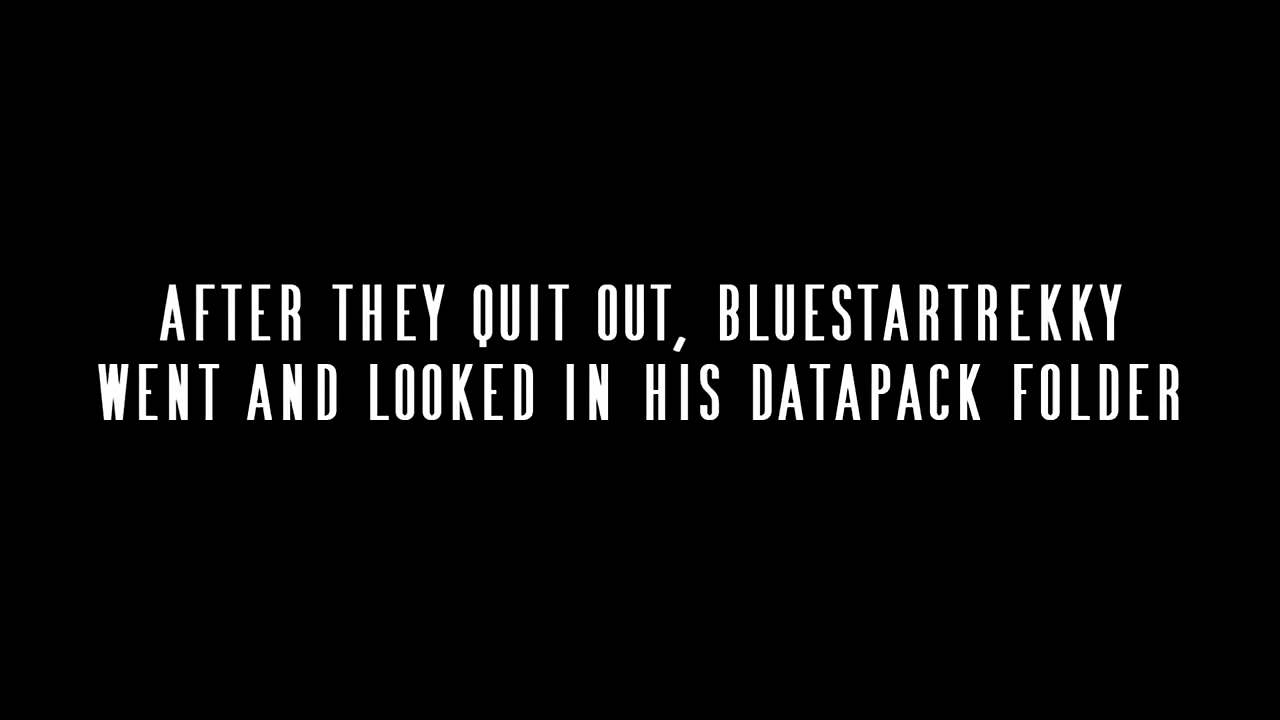 AFTER THEY QUIT OUT, BLUESTARTREKKY
WENT AND LOOKED IN HIS DATAPACK FOLDER